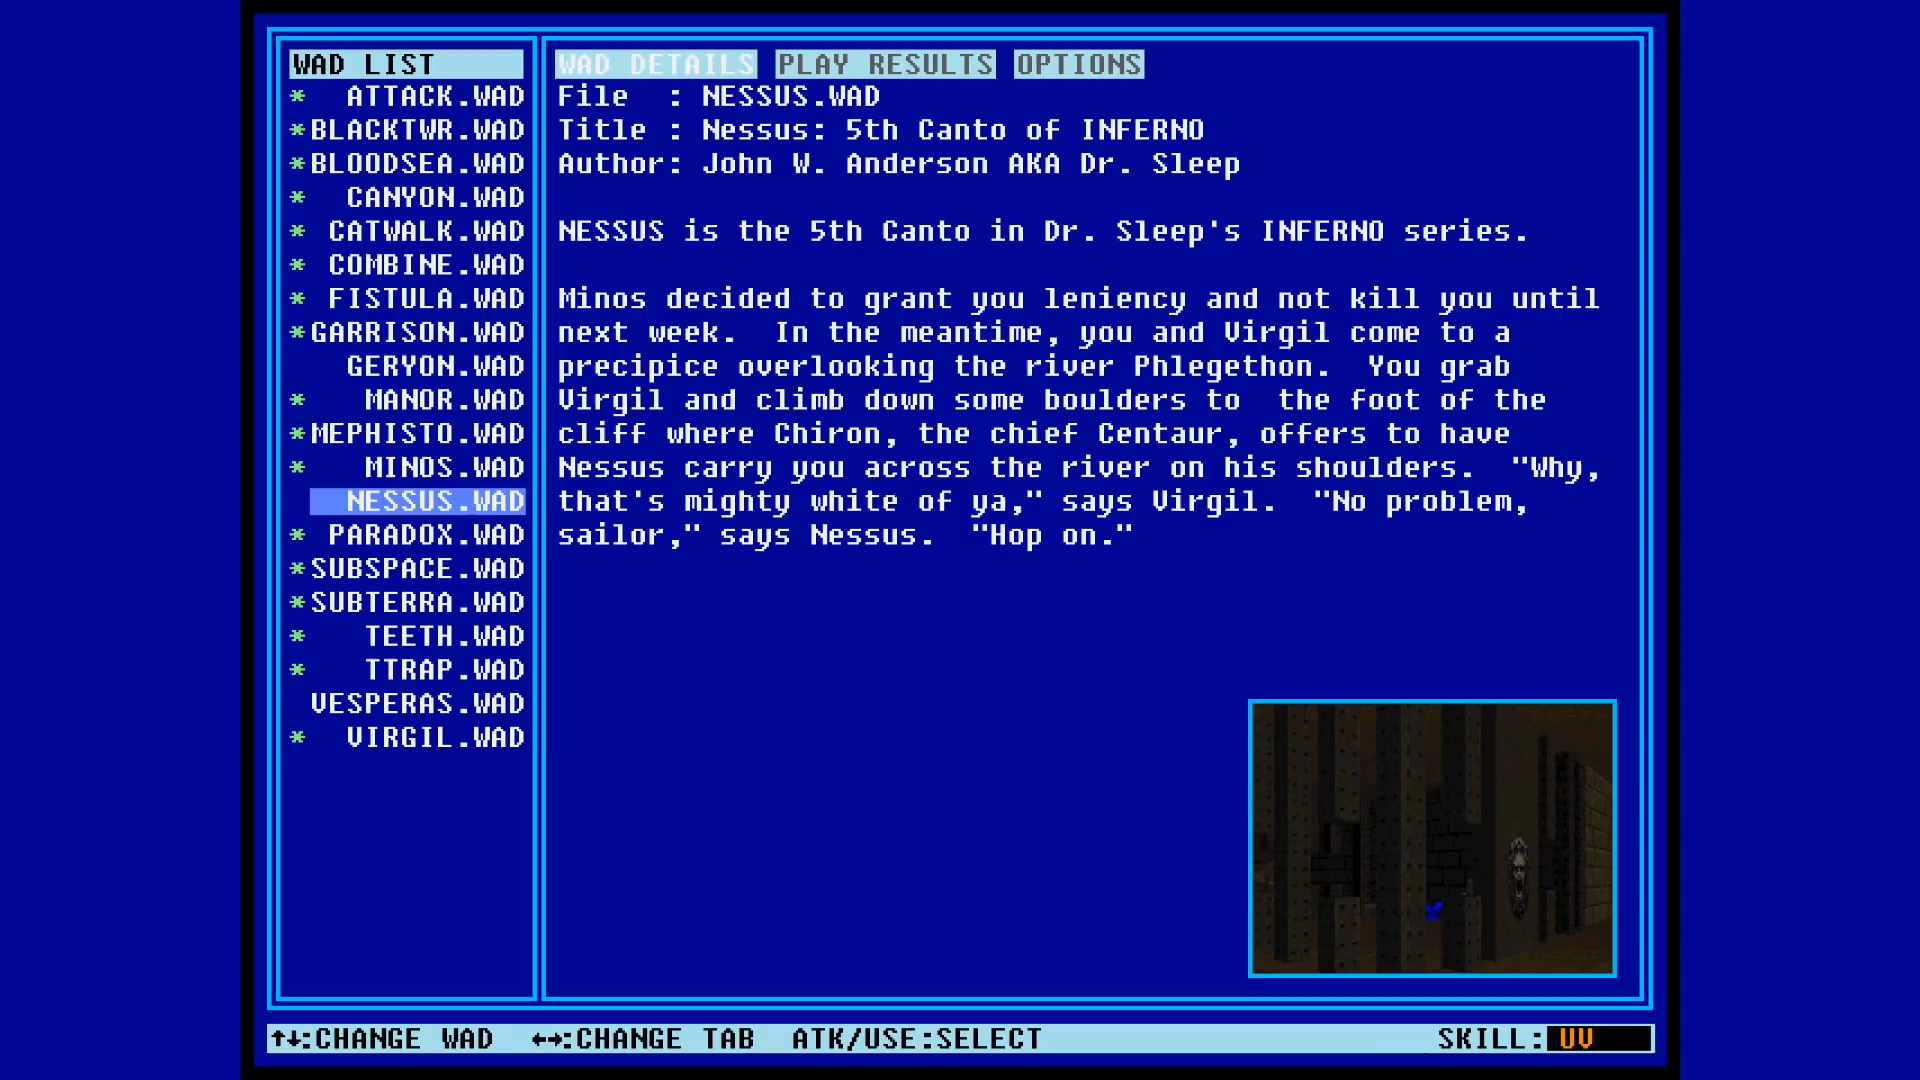 WAD LIST
* ATTACK.WAD
*BLACKTWR.WAD
*BLOODSEA.WAD
* CANYON.WAD
* CATWALK.WAD
* COMBINE.WAD
* FISTULA.WAD
*GARRISON.WAD
GERYON.WAD
* MANOR.WAD
*MEPHISTO.WAD
* MINOS.WAD
NESSUS.WAD
* PARADOX.WAD
*SUBSPACE.WAD
*SUBTERRA.WAD
* TEETH.WAD
* TTRAP.WAD
VESPERAS.WAD
* VIRGIL.WAD
WAD DETAILS PLAY RESULTS OPTIONS
File : NESSUS.WAD
Title : Nessus: 5th Canto of INFERNO
Author: John W. Anderson AKA Dr. Sleep
NESSUS is the 5th Canto in Dr. Sleep's INFERNO series.
Minos decided to grant you leniency and not kill you until
next week. In the meantime, you and Virgil come to a
precipice overlooking the river Phlegethon. You grab
Virgil and climb down some boulders to the foot of the
cliff where Chiron, the chief Centaur, offers to have
Nessus carry you across the river on his shoulders. "Why,
that's mighty white of ya," says Virgil. "No problem,
sailor," says Nessus. "Hop on."
↑↓:CHANGE WAD ↔:CHANGE TAB ATK/USE:SELECT SKILL: UV